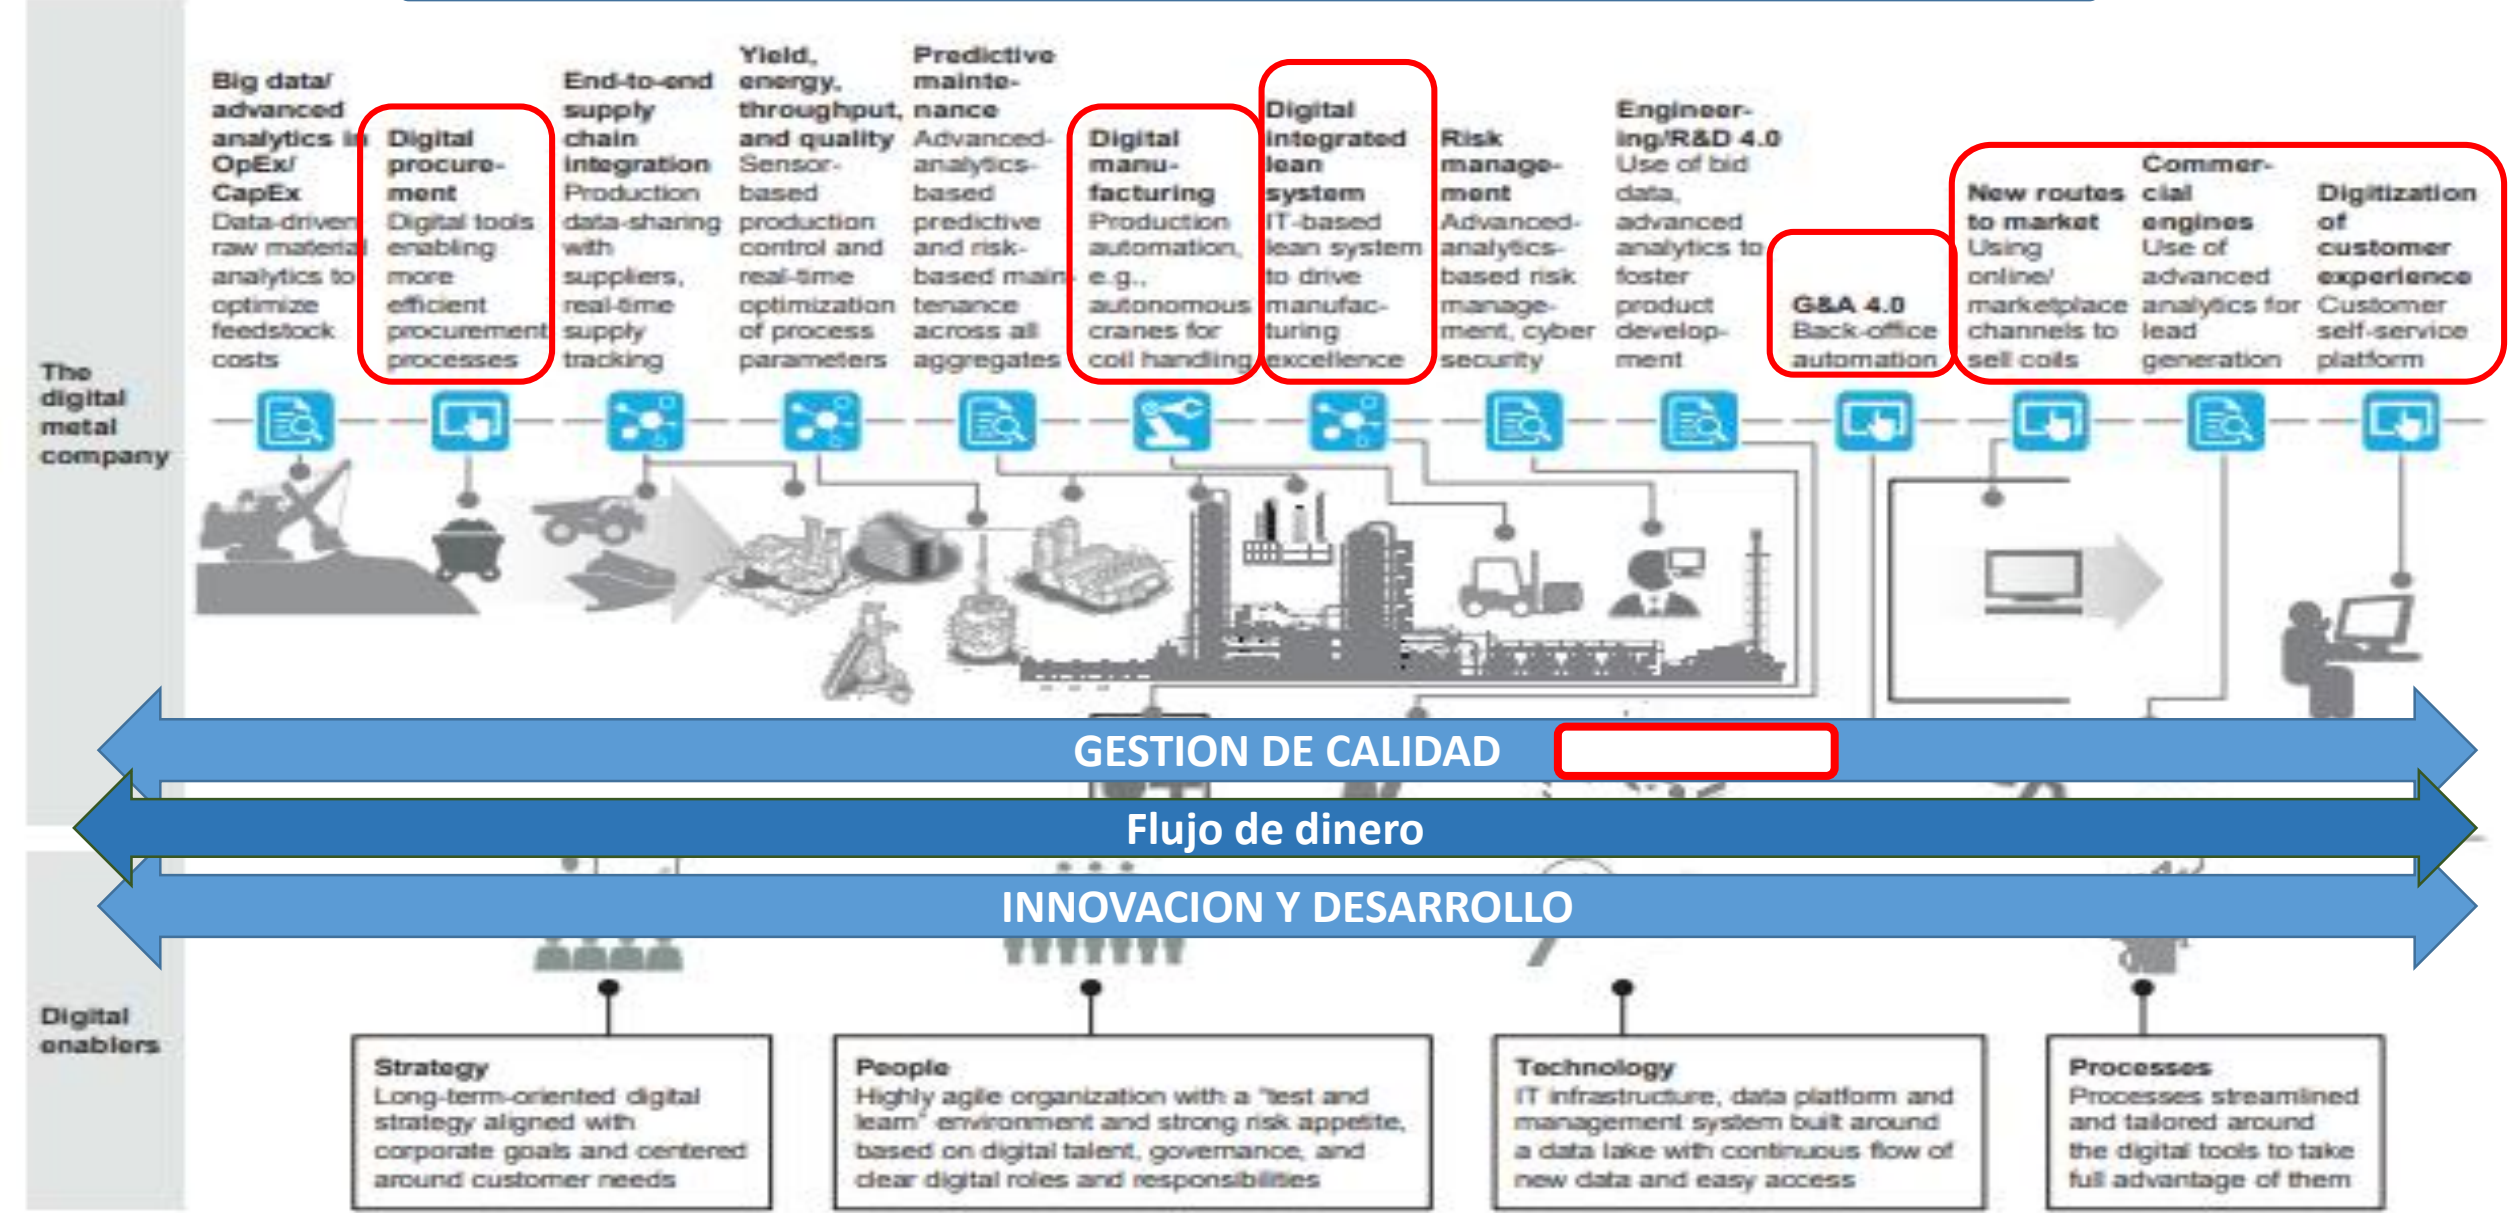 Big data/
advanced
analytics in
OpEx/
CapEx
Data-driven
raw material
analytics to
optimize
feedstock
costs
Digital
procure-
ment
Digital tools
enabling
more
efficient
procurement
processes
End-to-end
supply
chain
integration
Production
data-sharing
with
suppliers,
real-time
supply
tracking
Yield,
energy,
throughput,
and quality
Sensor-
based
production
control and
real-time
optimization
of process
parameters
Predictive
mainte-
nance
Advanced-
analytics-
based
predictive
and risk-
based main-
tenance
across all
aggregates
Digital
manu-
facturing
Production
automation,
e.g.,
autonomous
cranes for
coil handling
Digital
integrated
lean
system
IT-based
lean system
to drive
manufac-
turing
excellence
Risk
manage-
ment
Advanced-
analytics-
based risk
manage-
ment, cyber
security
Engineer-
ing/R&D 4.0
Use of bid
data,
advanced
analytics to
foster
product
develop-
ment
G&A 4.0
Back-office
automation
New routes
to market
Using
online/
marketplace
channels to
sell coils
Commer-
cial
engines
Use of
advanced
analytics for
lead
generation
Digitization
of
customer
experience
Customer
self-service
platform
The
digital
metal
company
GESTION DE CALIDAD
Flujo de dinero
INNOVACION Y DESARROLLO
Digital
enablers
Strategy
Long-term-oriented digital
strategy aligned with
corporate goals and centered
around customer needs
People
Highly agile organization with a "test and
learn" environment and strong risk appetite,
based on digital talent, governance, and
clear digital roles and responsibilities
Technology
IT infrastructure, data platform and
management system built around
a data lake with continuous flow of
new data and easy access
Processes
Processes streamlined
and tailored around
the digital tools to take
full advantage of them